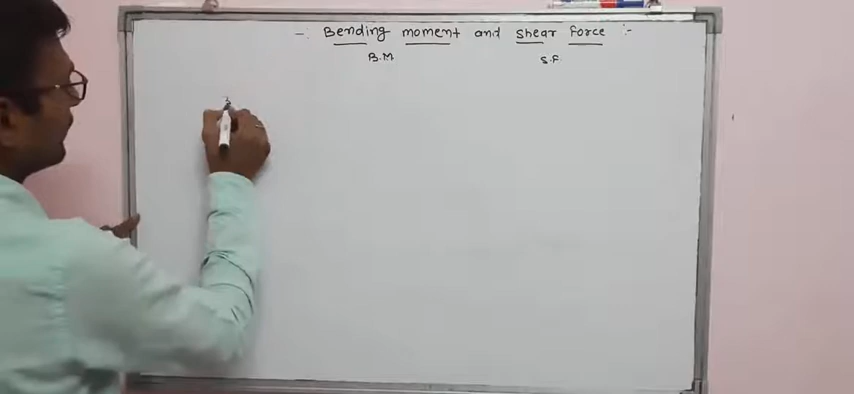 -: Bending moment and Shear Force :-
B.M. S.F.